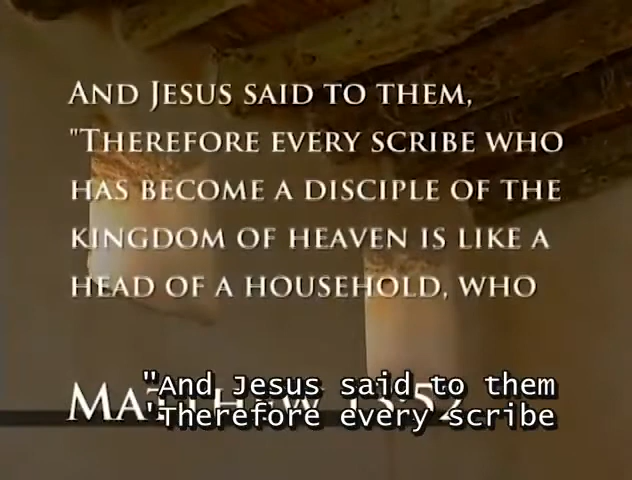 And Jesus said to them,
"Therefore every scribe who
has become a disciple of the
kingdom of heaven is like a
head of a household, who
Matthew 13:52
"And Jesus said to them
"Therefore every scribe